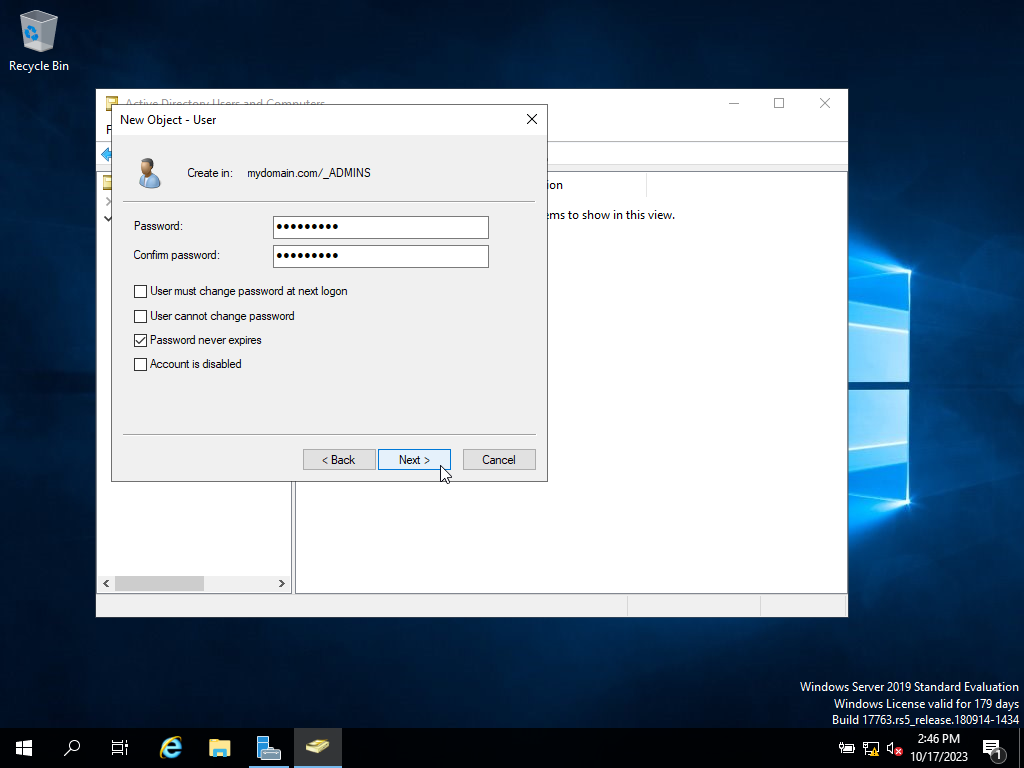 Recycle Bin
Active Directory Users and Computers
New Object - User
Create in: mydomain.com/_ADMINS
ion
ems to show in this view.
Password: ●●●●●●●●●
Confirm password: ●●●●●●●●●
User must change password at next logon
User cannot change password
Password never expires
Account is disabled
< Back
Next >
Cancel
Windows Server 2019 Standard Evaluation
Windows License valid for 179 days
Build 17763.rs5_release.180914-1434
2:46 PM
10/17/2023
1